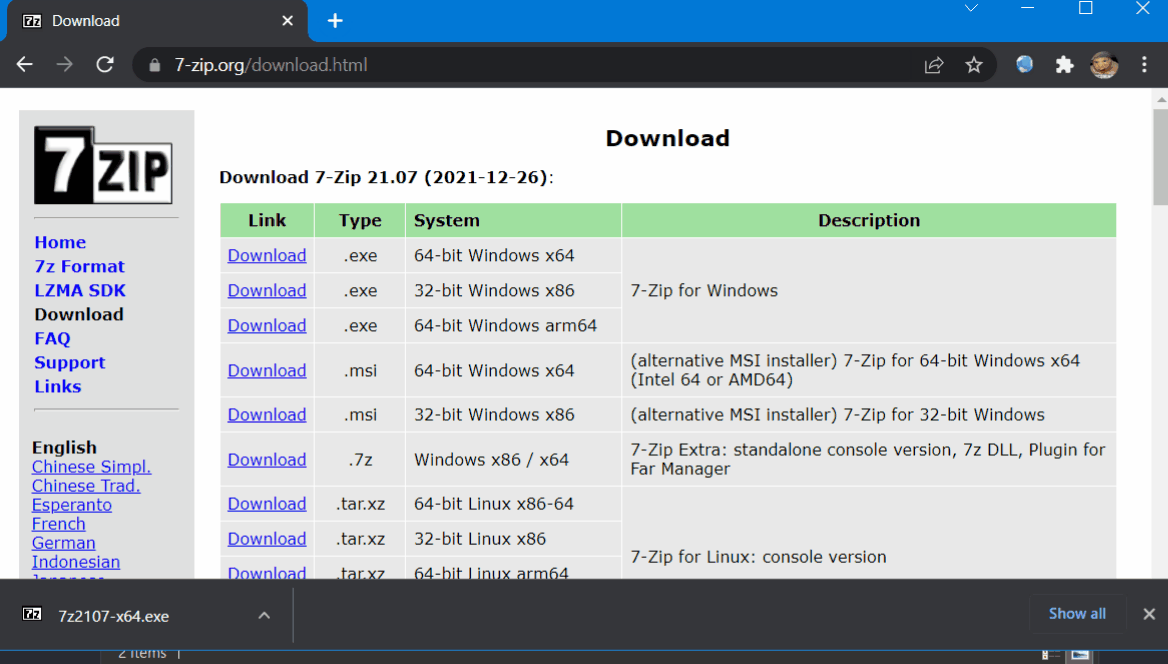 7z Download
7-zip.org/download.html
7 ZIP
Home
7z Format
LZMA SDK
Download
FAQ
Support
Links
English
Chinese Simpl.
Chinese Trad.
Esperanto
French
German
Indonesian
Japanese
Download
Download 7-Zip 21.07 (2021-12-26):
Link Type System Description
Download .exe 64-bit Windows x64
Download .exe 32-bit Windows x86 7-Zip for Windows
Download .exe 64-bit Windows arm64
Download .msi 64-bit Windows x64 (alternative MSI installer) 7-Zip for 64-bit Windows x64
(Intel 64 or AMD64)
Download .msi 32-bit Windows x86 (alternative MSI installer) 7-Zip for 32-bit Windows
Download .7z Windows x86 / x64 7-Zip Extra: standalone console version, 7z DLL, Plugin for
Far Manager
Download .tar.xz 64-bit Linux x86-64
Download .tar.xz 32-bit Linux x86
7-Zip for Linux: console version
Download .tar.xz 64-bit Linux arm64
7z 7z2107-x64.exe Show all
2 items